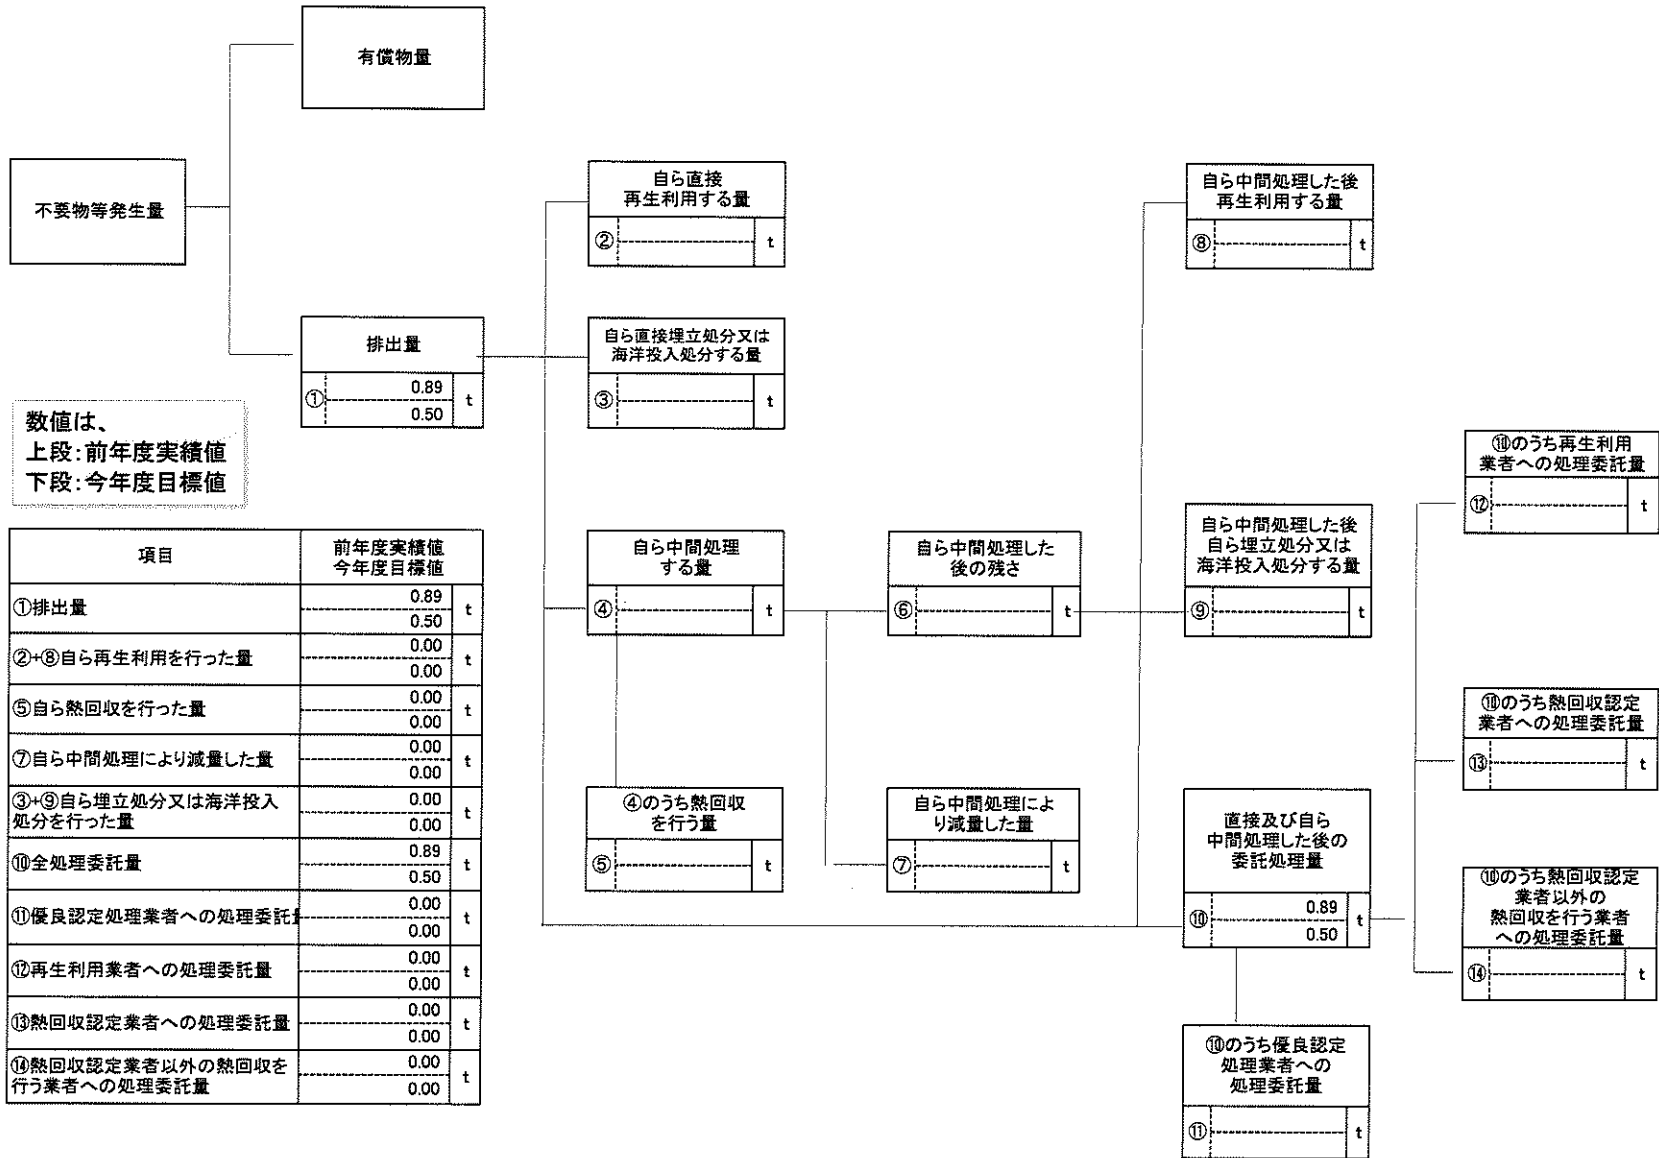 有償物量
不要物等発生量
排出量
①
0.89
0.50
t
数値は、
上段:前年度実績値
下段:今年度目標値
自ら直接
再生利用する量
②
t
自ら直接埋立処分又は
海洋投入処分する量
③
t
自ら中間処理
する量
④
t
④のうち熱回収
を行う量
⑤
t
自ら中間処理した
後の残さ
⑥
t
自ら中間処理によ
り減量した量
⑦
t
自ら中間処理した後
再生利用する量
⑧
t
自ら中間処理した後
自ら埋立処分又は
海洋投入処分する量
⑨
t
直接及び自ら
中間処理した後の
委託処理量
⑩
0.89
0.50
t
⑩のうち優良認定
処理業者への
処理委託量
⑪
t
⑩のうち再生利用
業者への処理委託量
⑫
t
⑩のうち熱回収認定
業者への処理委託量
⑬
t
⑩のうち熱回収認定
業者以外の
熱回収を行う業者
への処理委託量
⑭
t
項目
前年度実績値
今年度目標値
①排出量
0.89
0.50
t
②+⑧自ら再生利用を行った量
0.00
0.00
t
⑤自ら熱回収を行った量
0.00
0.00
t
⑦自ら中間処理により減量した量
0.00
0.00
t
③+⑨自ら埋立処分又は海洋投入
処分を行った量
0.00
0.00
t
⑩全処理委託量
0.89
0.50
t
⑪優良認定処理業者への処理委託
0.00
0.00
t
⑫再生利用業者への処理委託量
0.00
0.00
t
⑬熱回収認定業者への処理委託量
0.00
0.00
t
⑭熱回収認定業者以外の熱回収を
行う業者への処理委託量
0.00
0.00
t